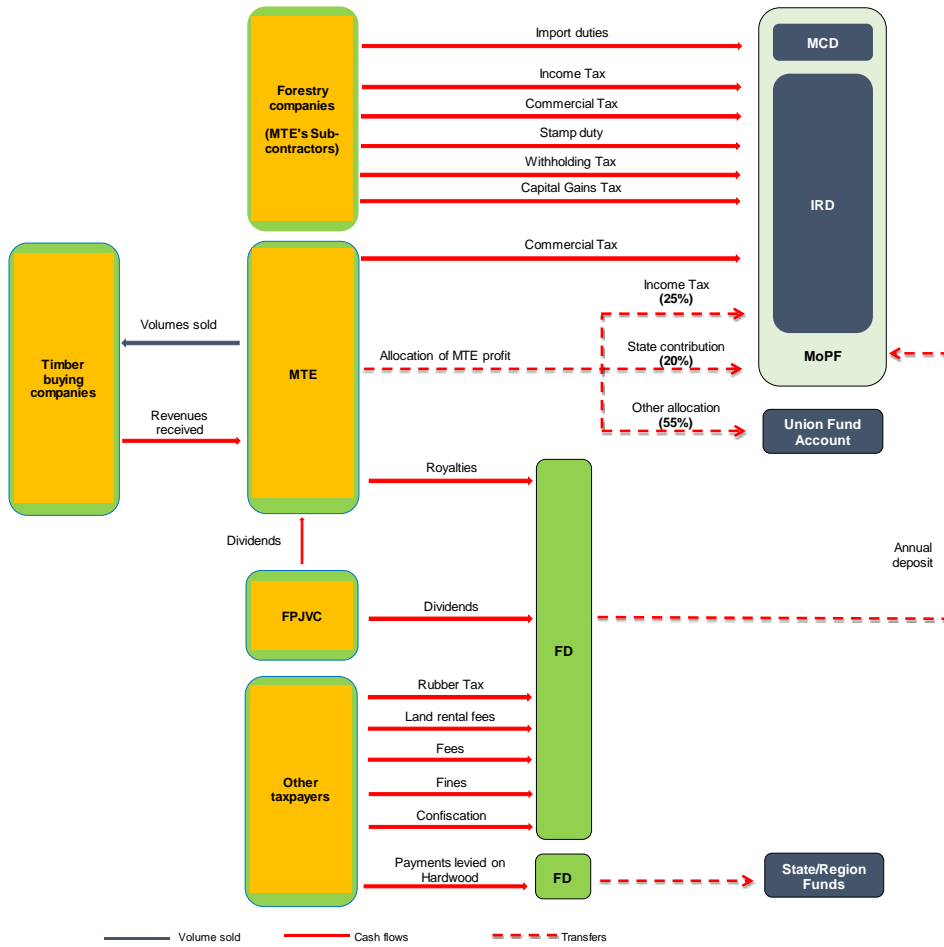 Import duties
MCD
Forestry
companies
(MTE's Sub-
contractors)
Income Tax
Commercial Tax
Stamp duty
Withholding Tax
Capital Gains Tax
IRD
Commercial Tax
Income Tax
(25%)
Volumes sold
Timber
buying
companies
MTE
Allocation of MTE profit
State contribution
(20%)
MoPF
Other allocation
(55%)
Union Fund
Account
Revenues
received
Royalties
Dividends
Annual
deposit
FPJVC
Dividends
FD
Rubber Tax
Land rental fees
Fees
Other
taxpayers
Fines
Confiscation
Payments levied on
Hardwood
FD
State/Region
Funds
Volume sold
Cash flows
Transfers